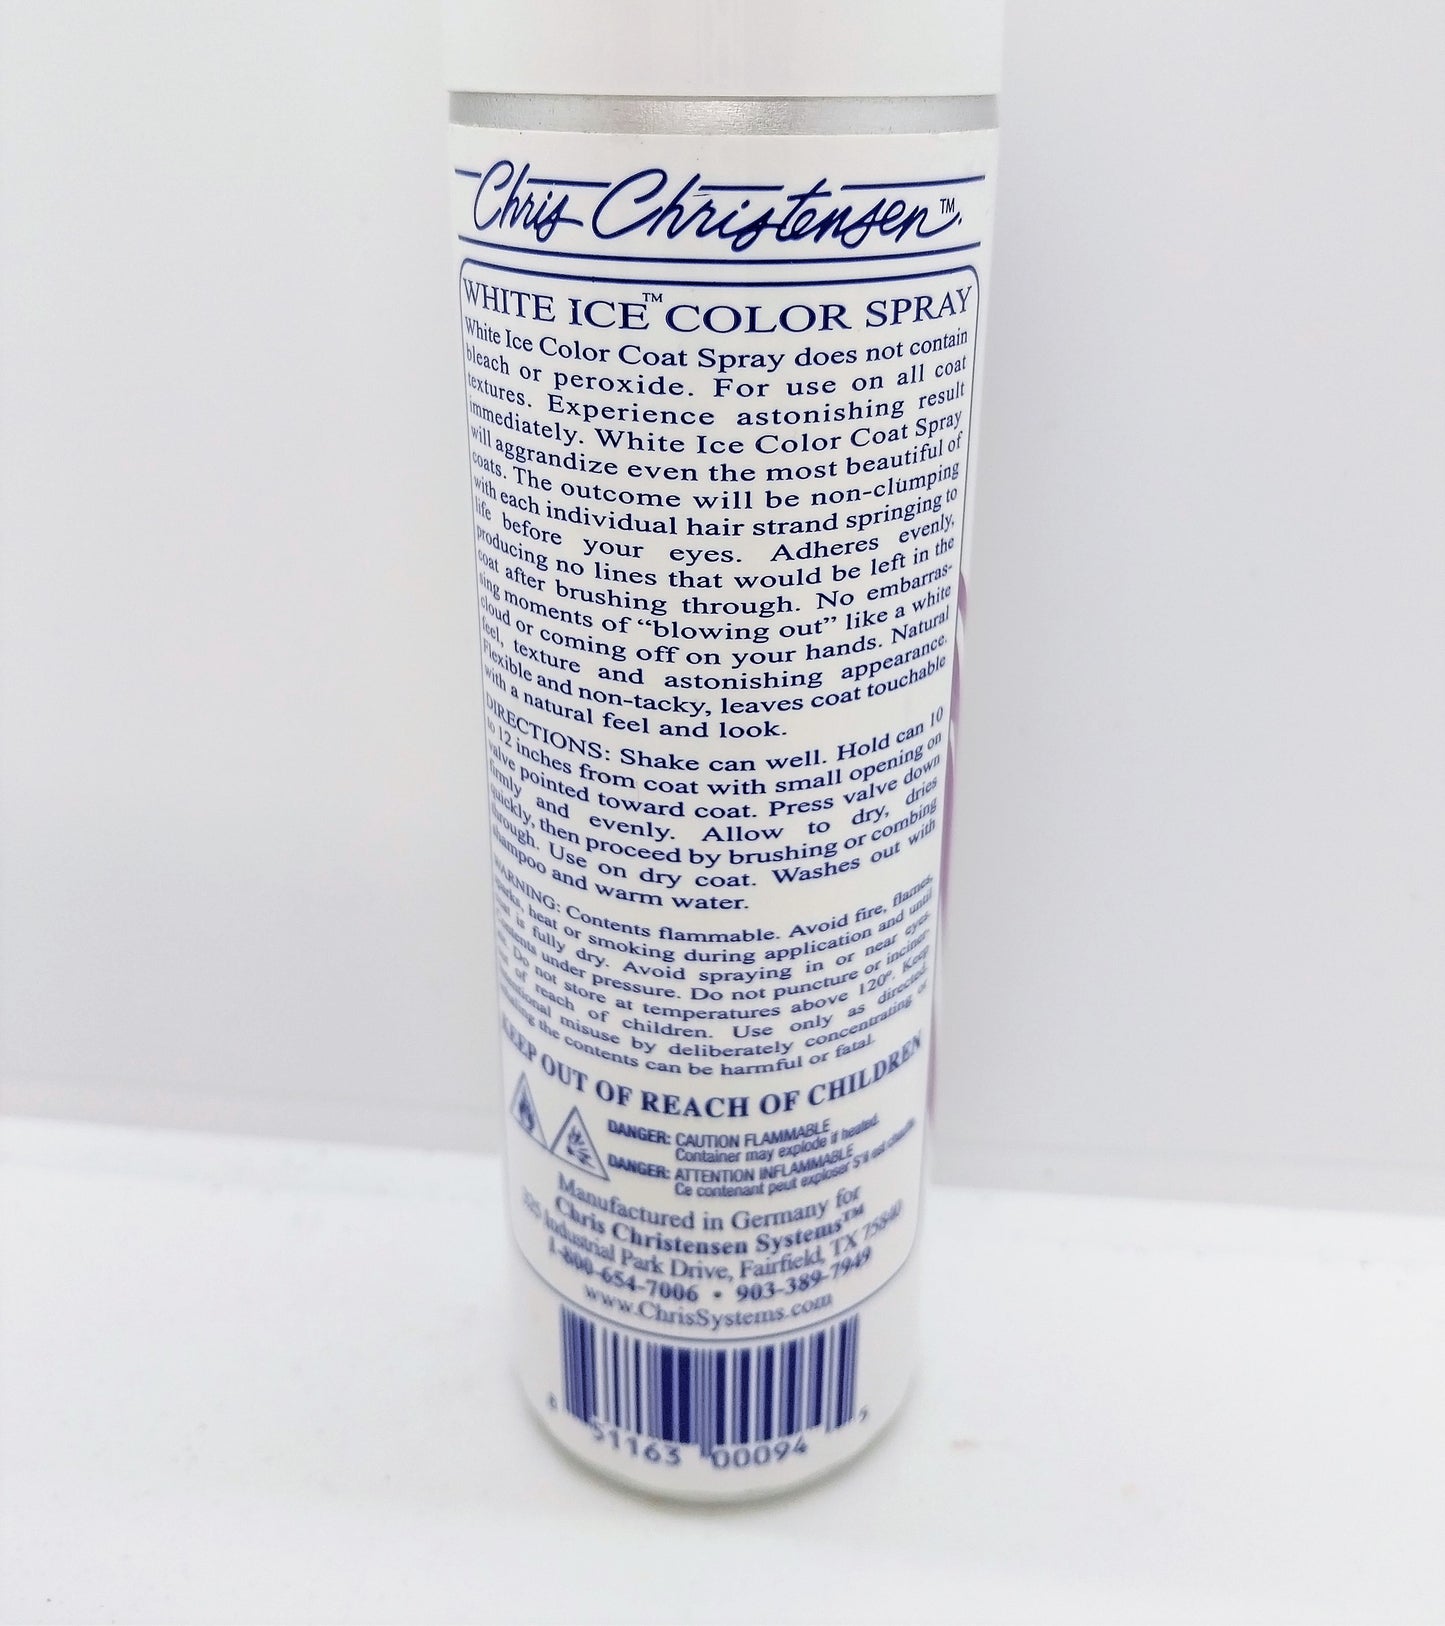 Chris Christensen™
WHITE ICE™ COLOR SPRAY
White Ice Color Coat Spray does not contain
bleach or peroxide. For use on all coat
textures. Experience astonishing result
immediately. White Ice Color Coat Spray
will aggrandize even the most beautiful of
coats. The outcome will be non-clumping
with each individual hair strand springing to
life before your eyes. Adheres evenly,
producing no lines that would be left in the
coat after brushing through. No embarras-
sing moments of “blowing out” like a white
cloud or coming off on your hands. Natural
feel, texture and astonishing appearance.
Flexible and non-tacky, leaves coat touchable
with a natural feel and look.
DIRECTIONS: Shake can well. Hold can 10
to 12 inches from coat with small opening on
valve pointed toward coat. Press valve down
firmly and evenly. Allow to dry, dries
quickly, then proceed by brushing or combing
through. Use on dry coat. Washes out with
shampoo and warm water.
WARNING: Contents flammable. Avoid fire, flames,
sparks, heat or smoking during application and until
coat is fully dry. Avoid spraying in or near eyes.
Contents under pressure. Do not puncture or inciner-
Do not store at temperatures above 120°. Keep
out of reach of children. Use only as directed.
Intentional misuse by deliberately concentrating or
inhaling the contents can be harmful or fatal.
KEEP OUT OF REACH OF CHILDREN
DANGER: CAUTION FLAMMABLE
Container may explode if heated.
DANGER: ATTENTION INFLAMMABLE
Ce contenant peut exploser S'il est chauffé.
Manufactured in Germany for
Chris Christensen Systems™
Industrial Park Drive, Fairfield, TX 75840
1-800-654-7006 • 903-389-7949
www.ChrisSystems.com
51163 00094 5